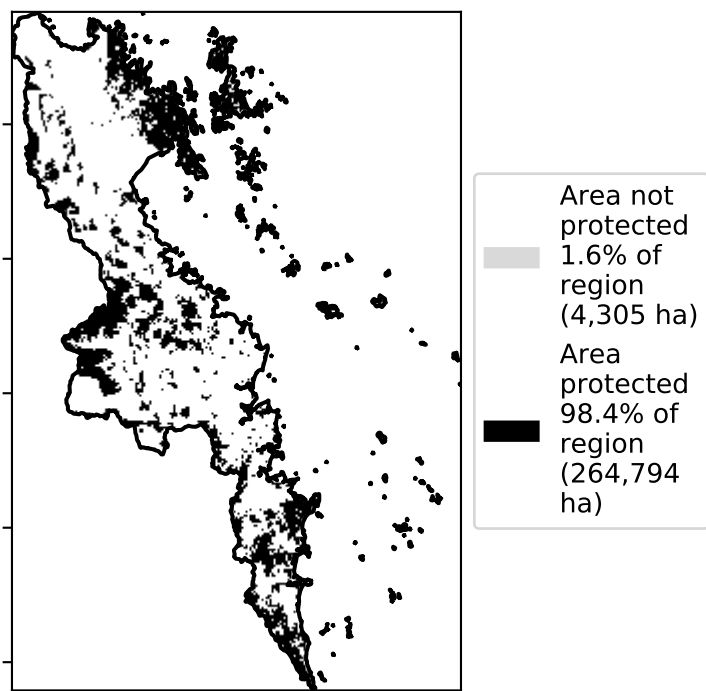 Area not
protected
1.6% of
region
(4,305 ha)
Area
protected
98.4% of
region
(264,794
ha)